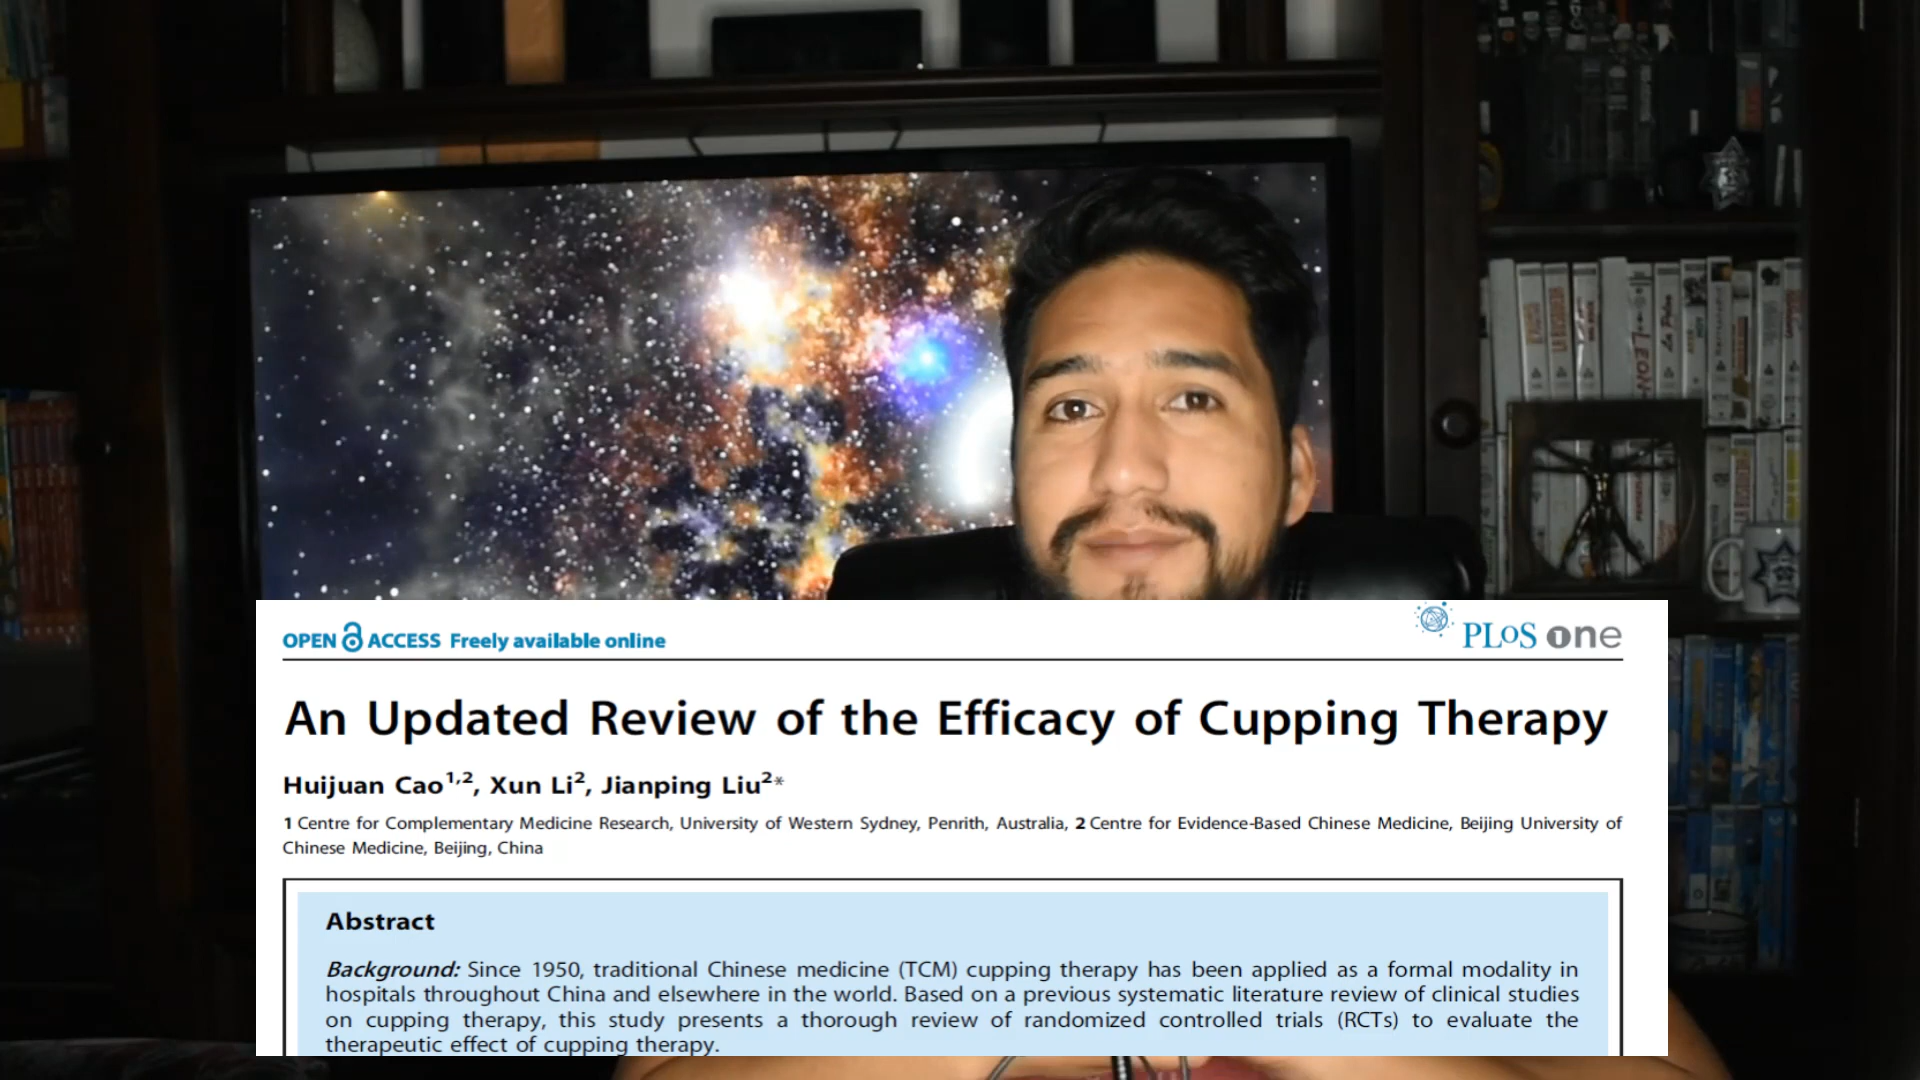 OPEN ACCESS Freely available online
PLoS one
An Updated Review of the Efficacy of Cupping Therapy
Huijuan Cao1,2, Xun Li2, Jianping Liu2*
1 Centre for Complementary Medicine Research, University of Western Sydney, Penrith, Australia, 2 Centre for Evidence-Based Chinese Medicine, Beijing University of
Chinese Medicine, Beijing, China
Abstract
Background: Since 1950, traditional Chinese medicine (TCM) cupping therapy has been applied as a formal modality in
hospitals throughout China and elsewhere in the world. Based on a previous systematic literature review of clinical studies
on cupping therapy, this study presents a thorough review of randomized controlled trials (RCTs) to evaluate the
therapeutic effect of cupping therapy.